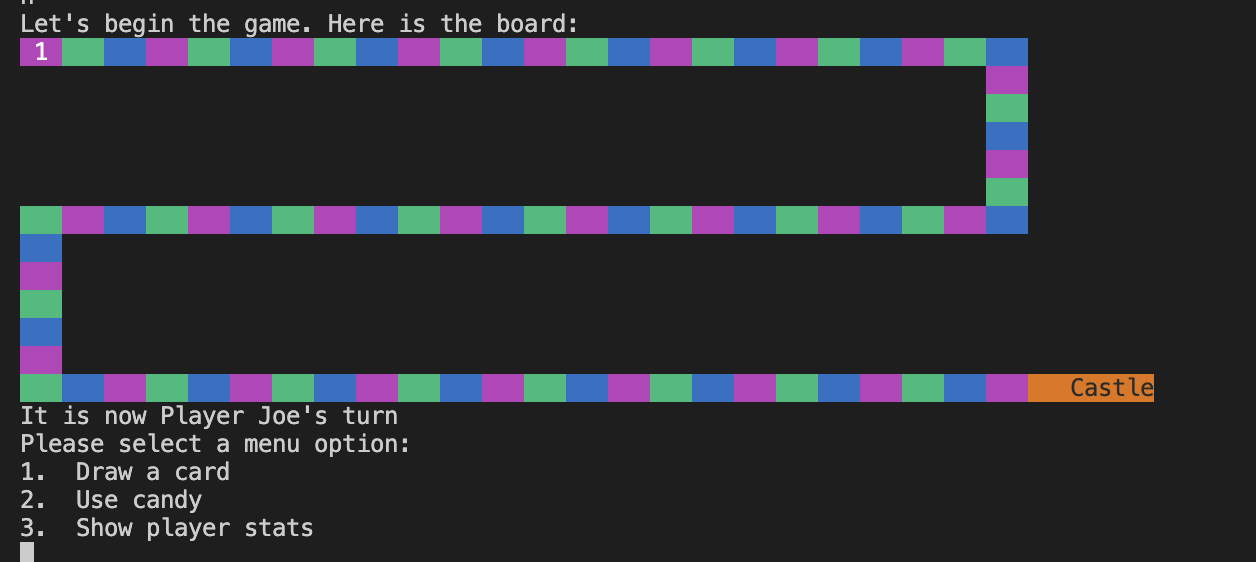 Let's begin the game. Here is the board:
1
Castle
It is now Player Joe's turn
Please select a menu option:
1.  Draw a card
2.  Use candy
3.  Show player stats